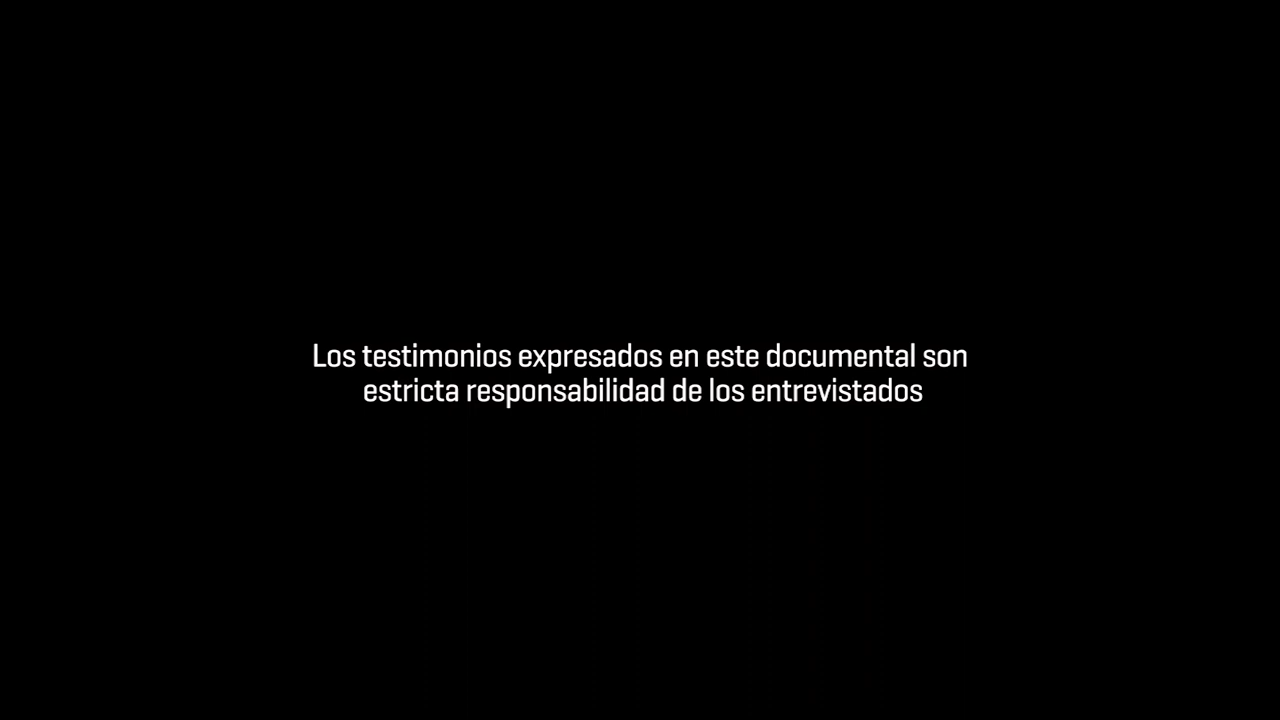 Los testimonios expresados en este documental son
estricta responsabilidad de los entrevistados